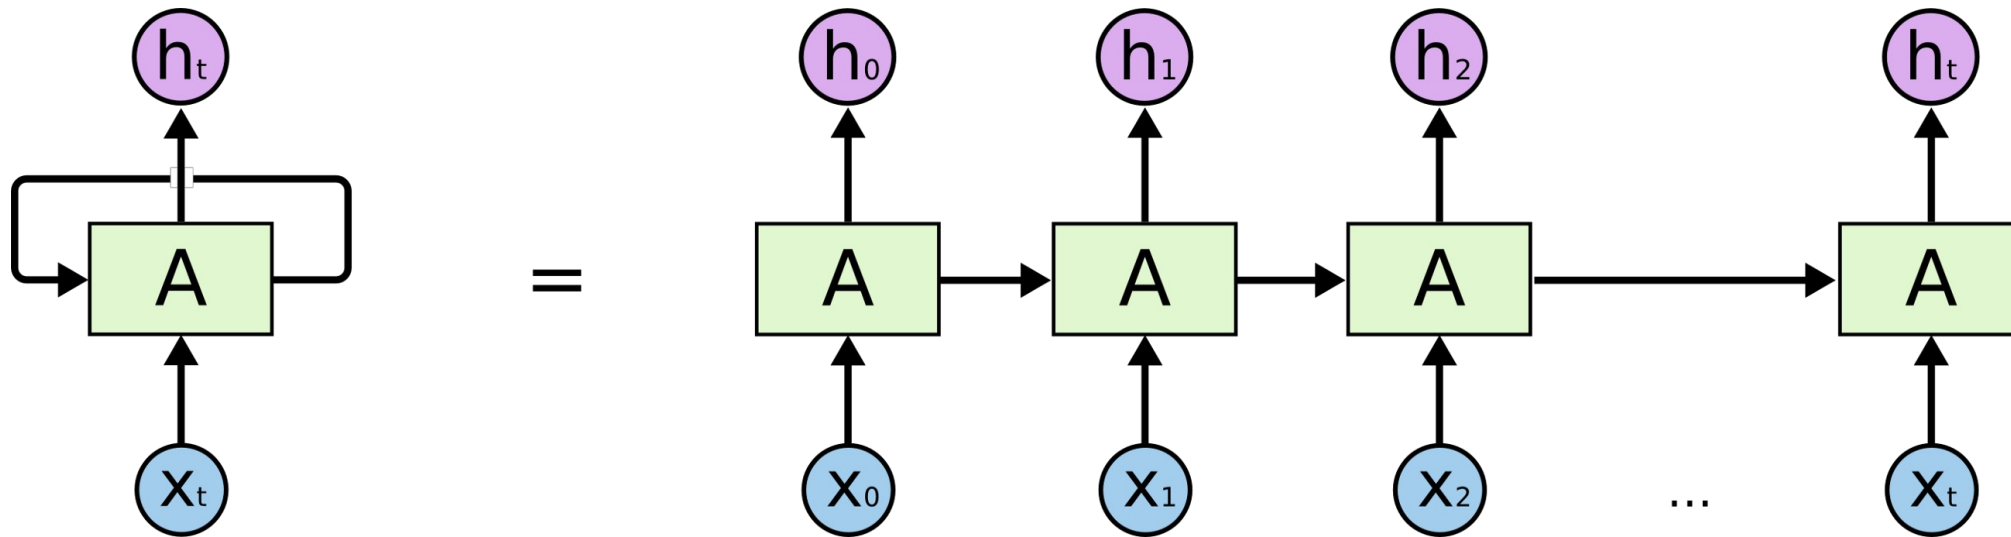 hₜ h₀ h₁ h₂ hₜ
A = A A A A
xₜ x₀ x₁ x₂ ... xₜ